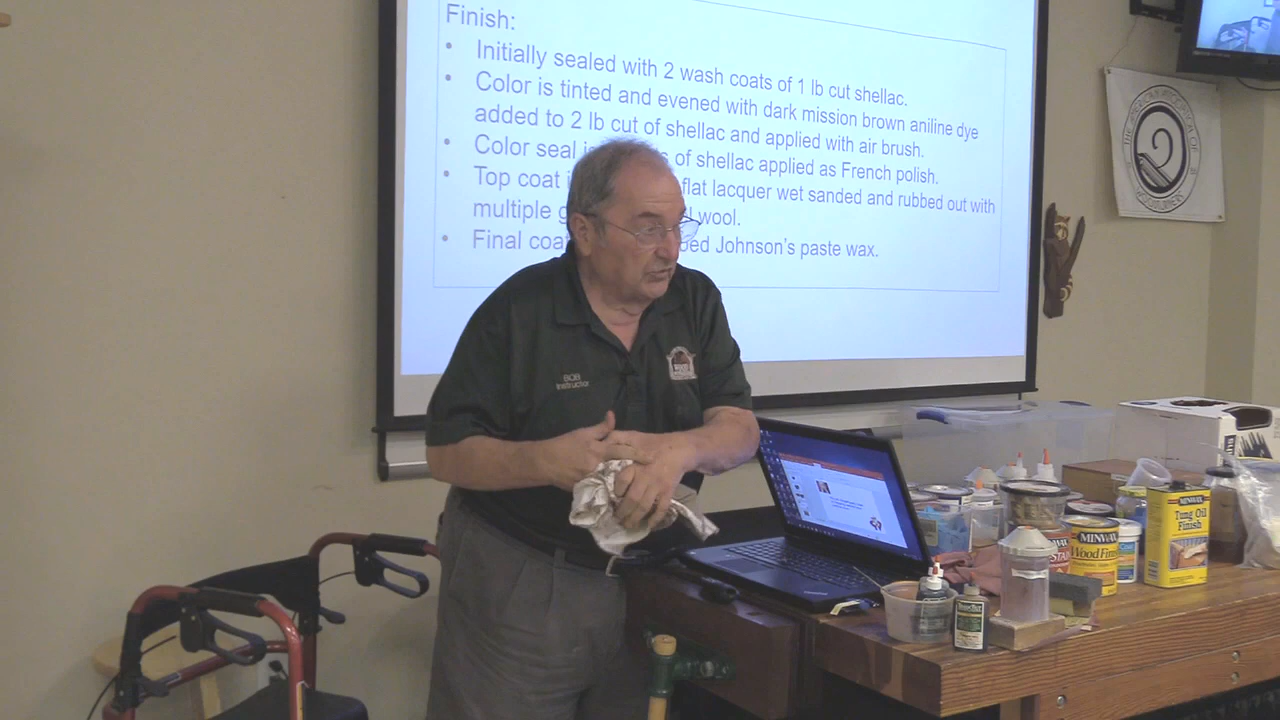 Finish:
• Initially sealed with 2 wash coats of 1 lb cut shellac.
• Color is tinted and evened with dark mission brown aniline dye
added to 2 lb cut of shellac and applied with air brush.
• Color seal of shellac applied as French polish.
• Top coat flat lacquer wet sanded and rubbed out with
multiple wool.
• Final Johnson's paste wax.
BOB
Instructor
WOOD
MINWAX
Wood Finish
MINWAX
Tung Oil
Finish